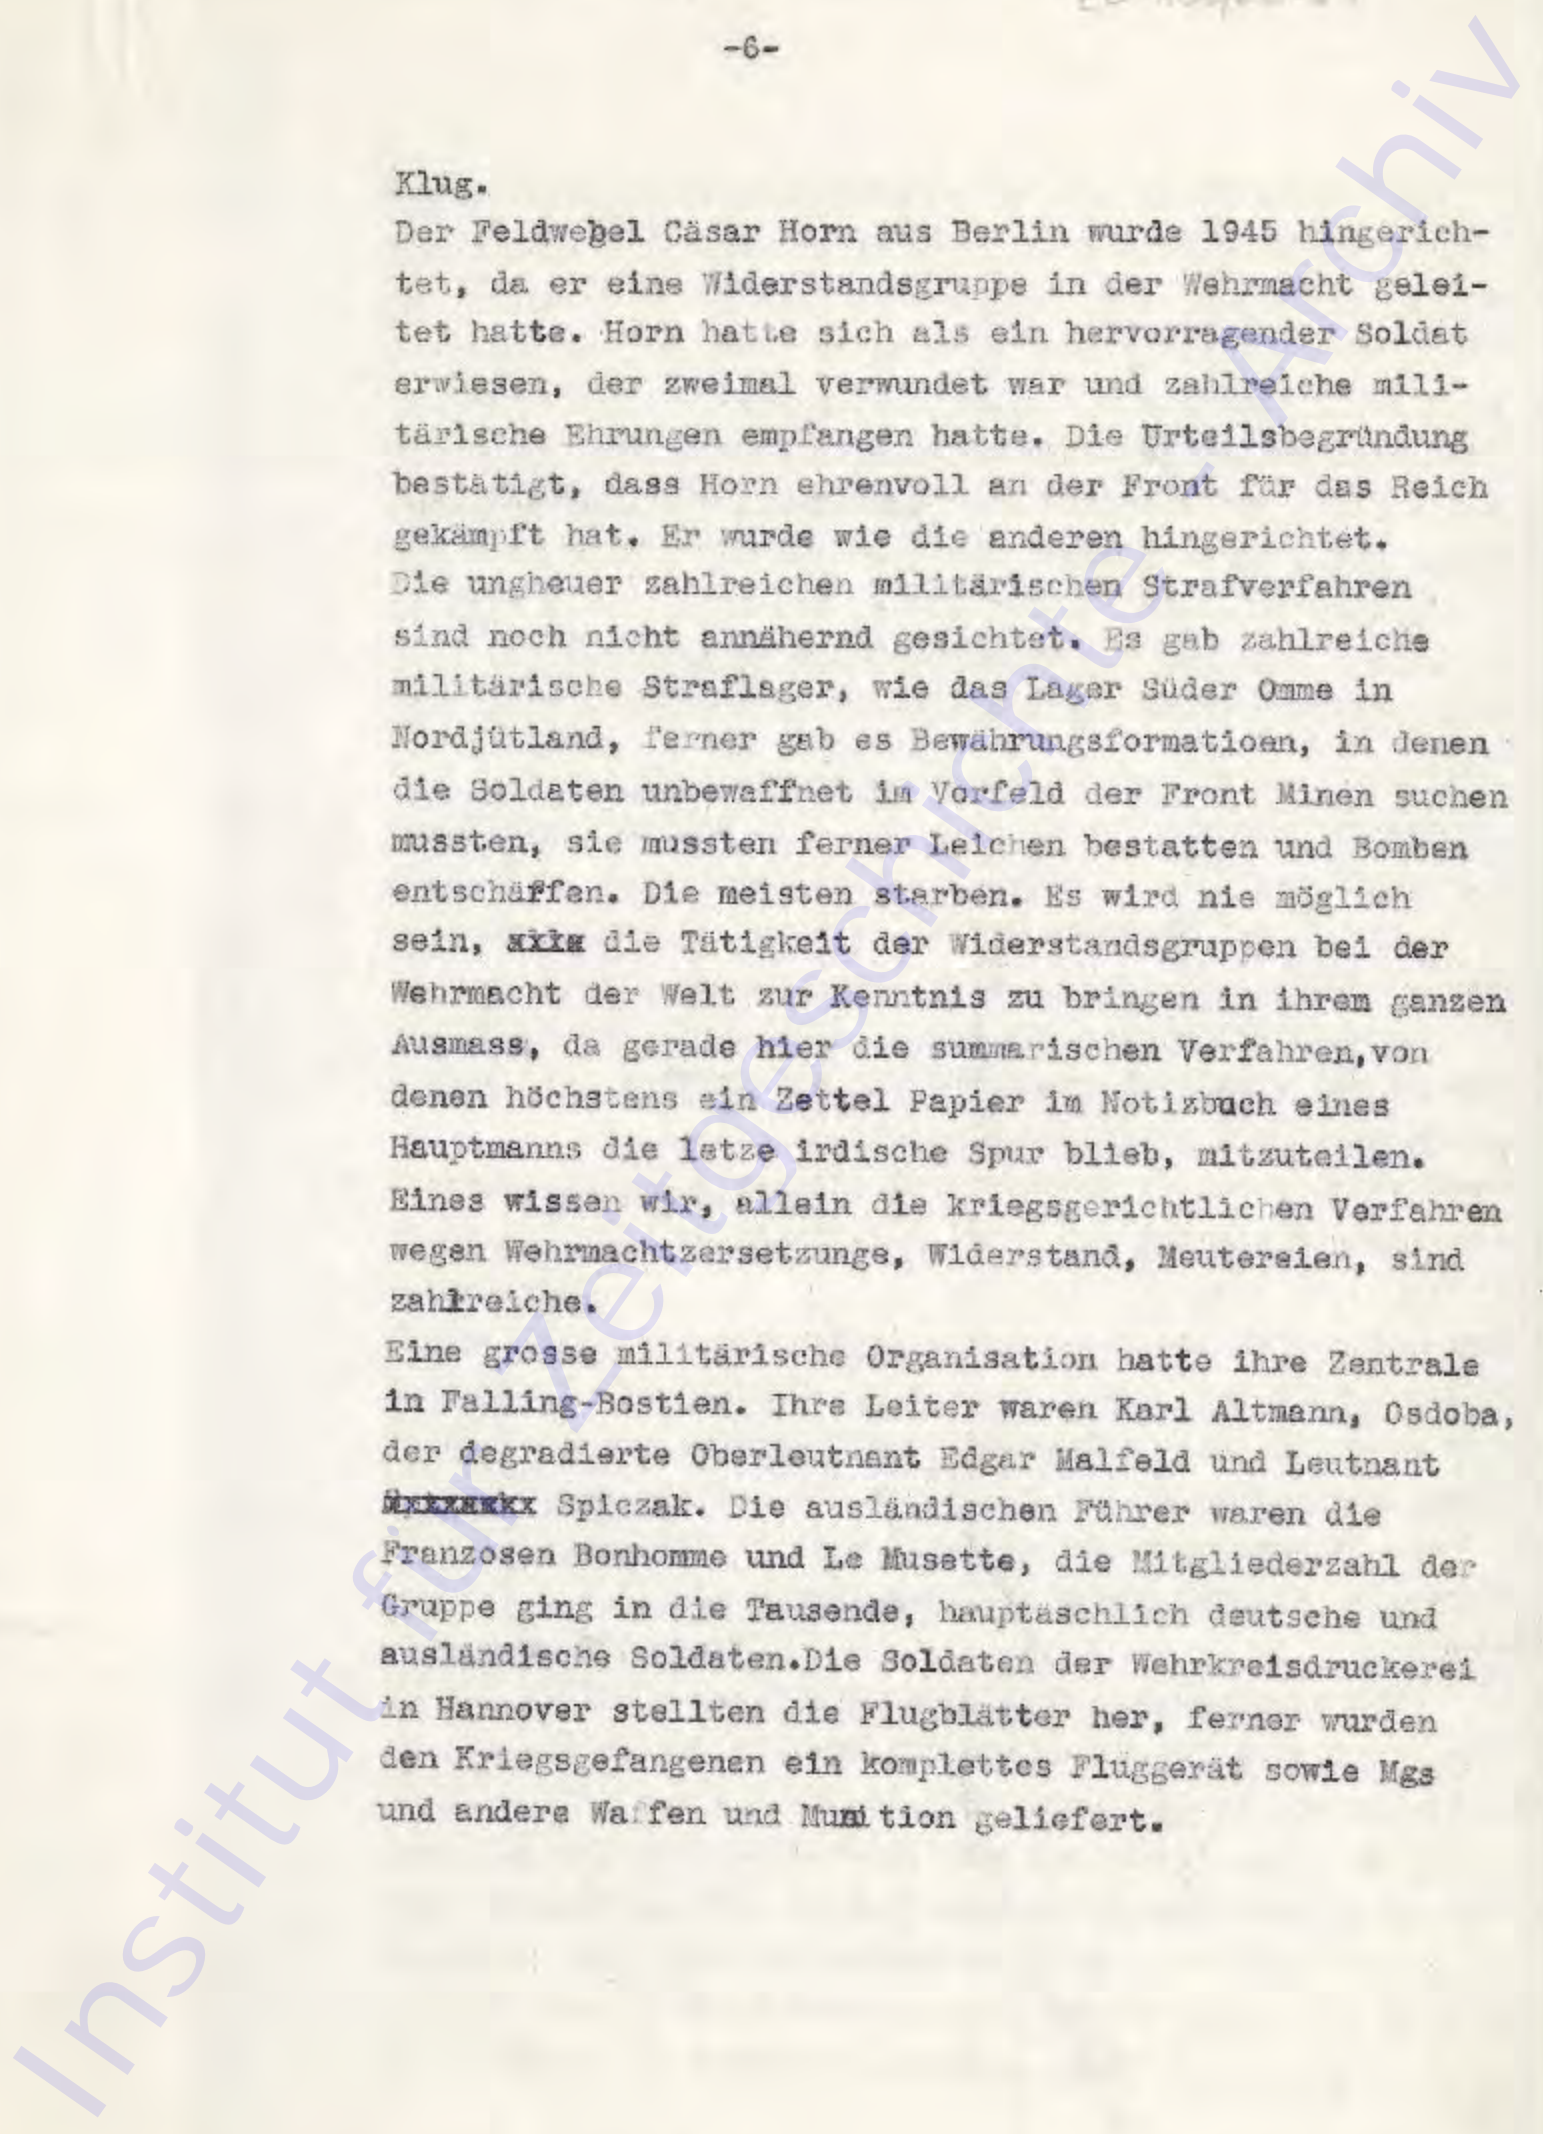 -6-
Klug.
Der Feldwebel Cäsar Horn aus Berlin wurde 1945 hingerich-
tet, da er eine Widerstandsgruppe in der Wehrmacht gelei-
tet hatte. Horn hatte sich als ein hervorragender Soldat
erwiesen, der zweimal verwundet war und zahlreiche mili-
tärische Ehrungen empfangen hatte. Die Urteilsbegründung
bestätigt, dass Horn ehrenvoll an der Front für das Reich
gekämpft hat. Er wurde wie die anderen hingerichtet.
Die ungheuer zahlreichen militärischen Strafverfahren
sind noch nicht annähernd gesichtet. Es gab zahlreiche
militärische Straflager, wie das Lager Süder Omme in
Nordjütland, ferner gab es Bewährungsformatioen, in denen
die Soldaten unbewaffnet im Vorfeld der Front Minen suchen
mussten, sie mussten ferner Leichen bestatten und Bomben
entschäffen. Die meisten starben. Es wird nie möglich
sein, die Tätigkeit der Widerstandsgruppen bei der
Wehrmacht der Welt zur Kenntnis zu bringen in ihrem ganzen
Ausmass, da gerade hier die summarischen Verfahren,von
denen höchstens ein Zettel Papier im Notizbuch eines
Hauptmanns die letze irdische Spur blieb, mitzuteilen.
Eines wissen wir, allein die kriegsgerichtlichen Verfahren
wegen Wehrmachtzersetzunge, Widerstand, Meutereien, sind
zahlreiche.
Eine grosse militärische Organisation hatte ihre Zentrale
in Falling-Bostien. Ihre Leiter waren Karl Altmann, Osdoba,
der degradierte Oberleutnant Edgar Malfeld und Leutnant
Spiczak. Die ausländischen Führer waren die
Franzosen Bonhomme und Le Musette, die Mitgliederzahl der
Gruppe ging in die Tausende, hauptäschlich deutsche und
ausländische Soldaten.Die Soldaten der Wehrkreisdruckerei
in Hannover stellten die Flugblätter her, ferner wurden
den Kriegsgefangenen ein komplettes Fluggerät sowie Mgs
und andere Waffen und Munition geliefert.
Institut für Zeitgeschichte - Archiv